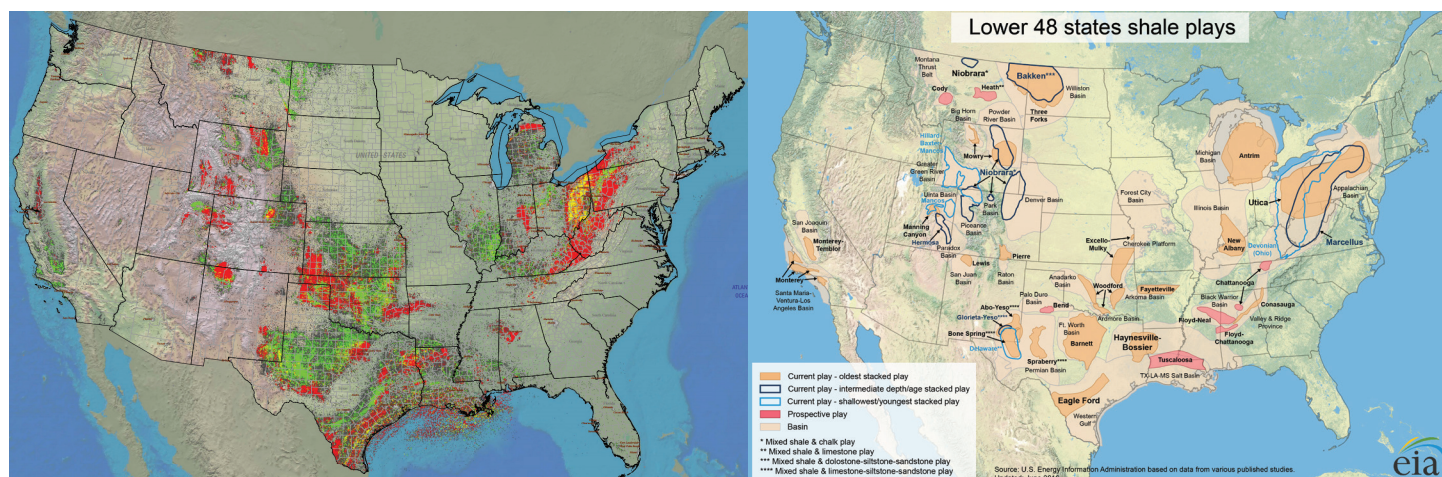 UNITED STATES
Lower 48 states shale plays
Montana
Thrust
Belt
Niobrara*
Bakken***
Cody
Heath**
Williston
Basin
Big Horn
Basin
Powder
River Basin
Three
Forks
Hilliard
Baxter
Mancos
Mowry
Greater
Green River
Basin
Niobrara*
Uinta Basin
Mancos
Park
Basin
Denver Basin
Piceance
Basin
Manning
Canyon
Hermosa
Paradox
Basin
San Joaquin
Basin
Monterey-
Temblor
Monterey
Santa Maria-
Ventura-Los
Angeles Basin
Lewis
San Juan
Basin
Pierre
Raton
Basin
Forest City
Basin
Excello-
Mulky
Cherokee Platform
Michigan
Basin
Antrim
Illinois Basin
New
Albany
Utica
Appalachian
Basin
Marcellus
Devonian
(Ohio)
Chattanooga
Anadarko
Basin
Woodford
Fayetteville
Arkoma Basin
Ardmore Basin
Palo Duro
Basin
Bend
Abo-Yeso****
Glorieta-Yeso****
Bone Spring****
Delaware
Black Warrior
Basin
Conasauga
Valley & Ridge
Province
Floyd-Neal
Floyd-
Chattanooga
Ft. Worth
Basin
Barnett
Spraberry****
Permian Basin
Haynesville-
Bossier
Tuscaloosa
TX-LA-MS Salt Basin
Eagle Ford
Western
Gulf
Current play - oldest stacked play
Current play - intermediate depth/age stacked play
Current play - shallowest/youngest stacked play
Prospective play
Basin
* Mixed shale & chalk play
** Mixed shale & limestone play
*** Mixed shale & dolostone-siltstone-sandstone play
**** Mixed shale & limestone-siltstone-sandstone play
Source: U.S. Energy Information Administration based on data from various published studies.
eia